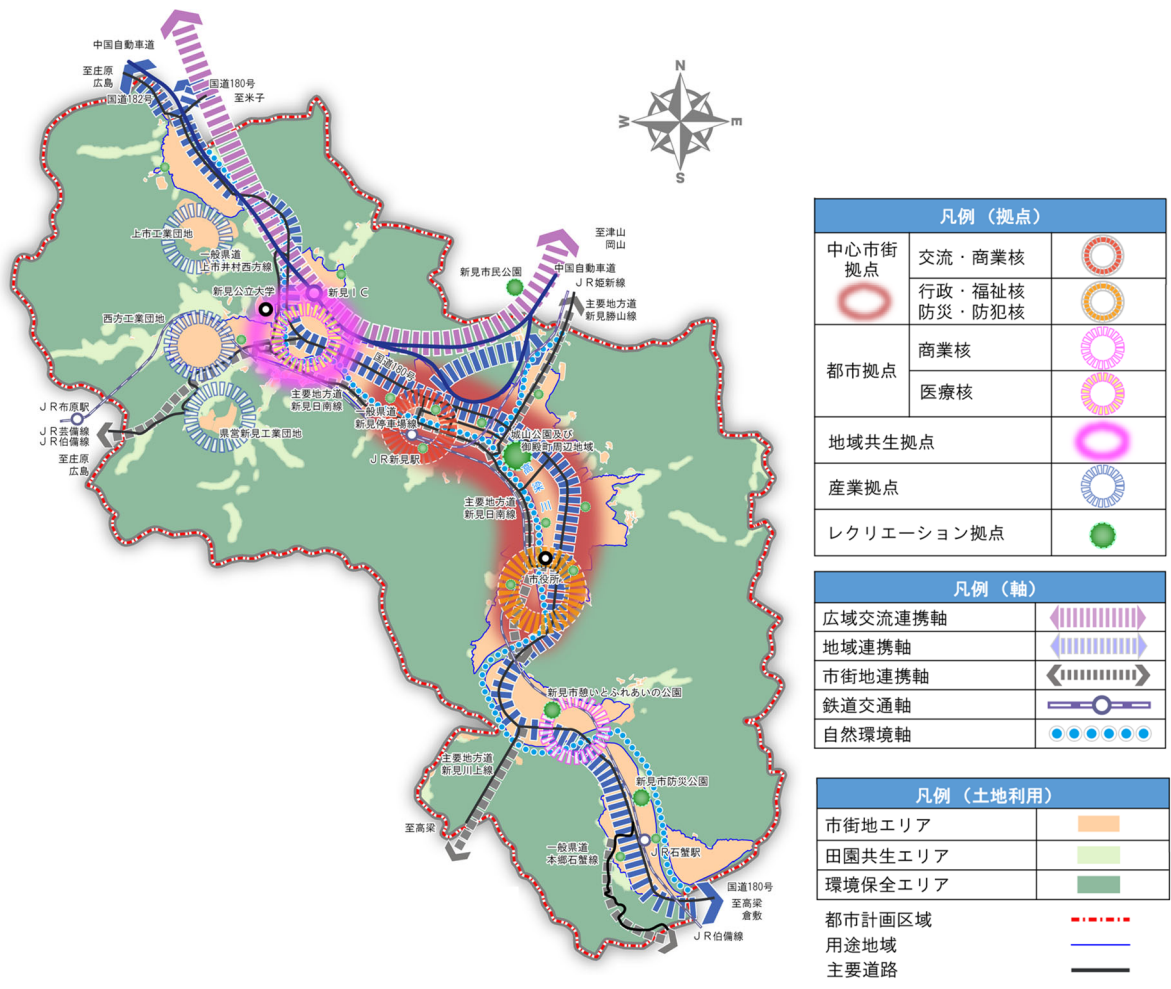 中国自動車道
至庄原
広島
国道182号
国道180号
至米子
N
W
E
S
上市工業団地
一般県道
上市井村西方線
新見公立大学
新見IC
新見市民公園
至津山
岡山
中国自動車道
JR姫新線
主要地方道
新見勝山線
西方工業団地
国道180号
主要地方道
新見日南線
一般県道
新見停車場線
JR新見駅
城山公園及び
御殿町周辺地域
JR布原駅
JR芸備線
JR伯備線
至庄原
広島
県営新見工業団地
高梁川
主要地方道
新見日南線
市役所
新見市憩いとふれあいの公園
主要地方道
新見川上線
至高梁
新見市防災公園
一般県道
本郷石蟹線
JR石蟹駅
国道180号
至高梁
倉敷
JR伯備線
凡例（拠点）
中心市街
拠点
交流・商業核
行政・福祉核
防災・防犯核
都市拠点
商業核
医療核
地域共生拠点
産業拠点
レクリエーション拠点
凡例（軸）
広域交流連携軸
地域連携軸
市街地連携軸
鉄道交通軸
自然環境軸
凡例（土地利用）
市街地エリア
田園共生エリア
環境保全エリア
都市計画区域
用途地域
主要道路